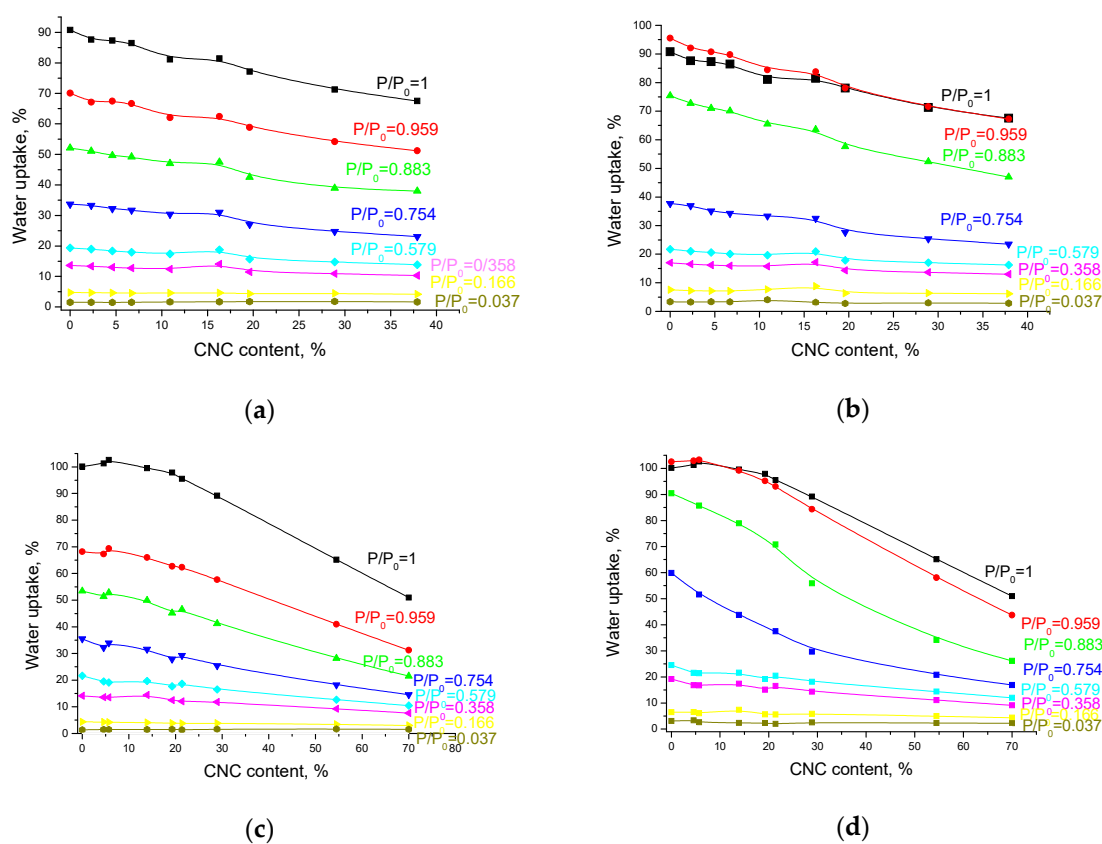 Water uptake, %
90
80
70
60
50
40
30
20
10
0
P/P₀=1
P/P₀=0.959
P/P₀=0.883
P/P₀=0.754
P/P₀=0.579
P/P₀=0/358
P/P₀=0.166
P/P₀=0.037
0 5 10 15 20 25 30 35 40
CNC content, %
(a)
Water uptake, %
100
90
80
70
60
50
40
30
20
10
0
P/P₀=1
P/P₀=0.959
P/P₀=0.883
P/P₀=0.754
P/P₀=0.579
P/P₀=0.358
P/P₀=0.166
P/P₀=0.037
0 5 10 15 20 25 30 35 40
CNC content, %
(b)
Water uptake, %
100
90
80
70
60
50
40
30
20
10
0
P/P₀=1
P/P₀=0.959
P/P₀=0.883
P/P₀=0.754
P/P₀=0.579
P/P₀=0.358
P/P₀=0.166
P/P₀=0.037
0 10 20 30 40 50 60 70 80
CNC content, %
(c)
Water uptake, %
100
90
80
70
60
50
40
30
20
10
0
P/P₀=1
P/P₀=0.959
P/P₀=0.883
P/P₀=0.754
P/P₀=0.579
P/P₀=0.358
P/P₀=0.166
P/P₀=0.037
0 10 20 30 40 50 60 70
CNC content, %
(d)